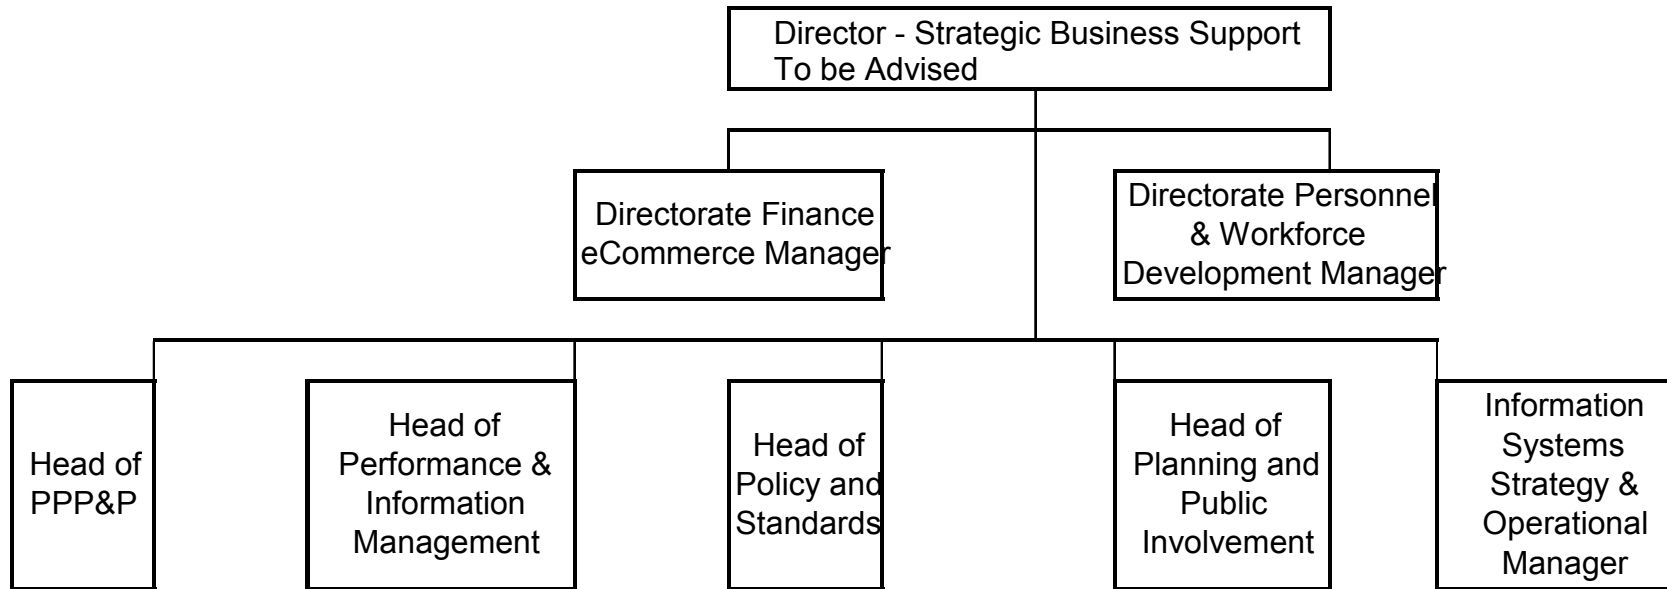 Director - Strategic Business Support
To be Advised
Directorate Finance
eCommerce Manager
Directorate Personnel
& Workforce
Development Manager
Head of
PPP&P
Head of
Performance &
Information
Management
Head of
Policy and
Standards
Head of
Planning and
Public
Involvement
Information
Systems
Strategy &
Operational
Manager